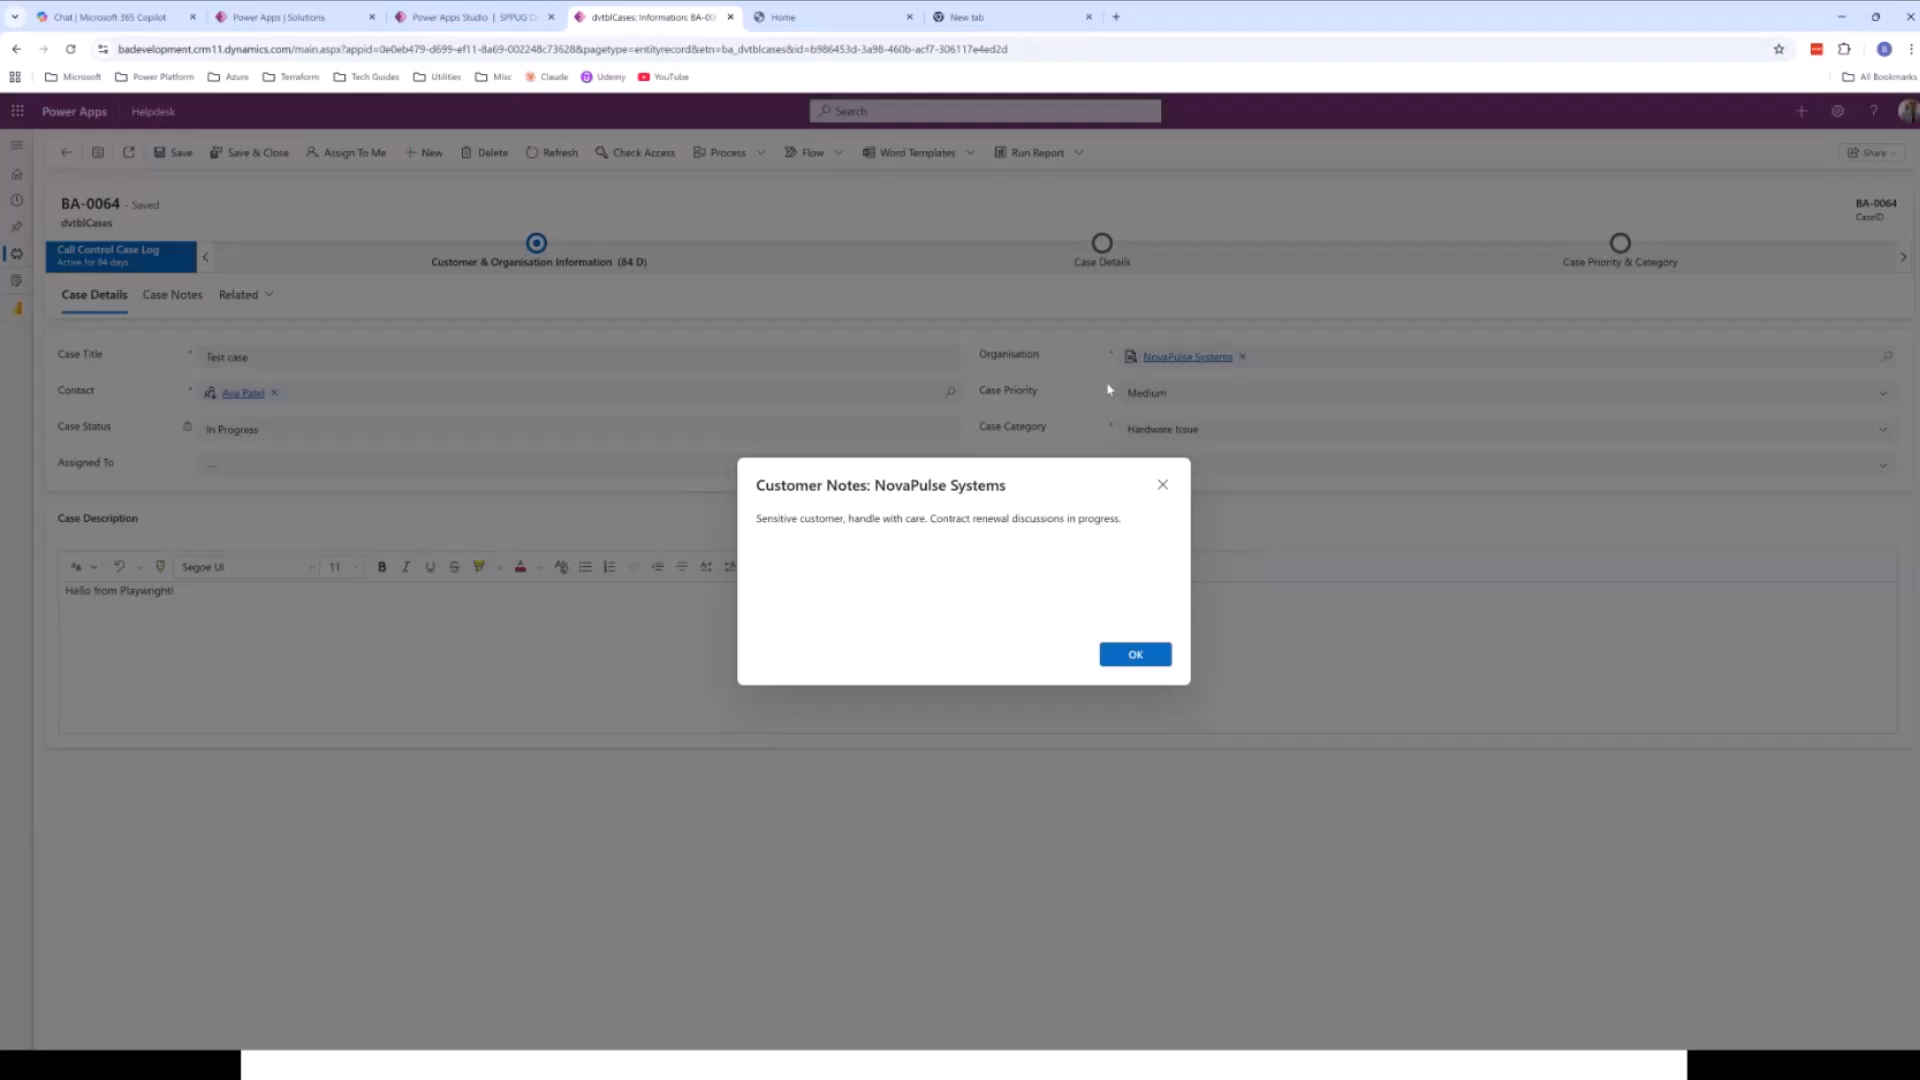 Chat | Microsoft 365 Copilot
Power Apps | Solutions
Power Apps Studio | SPPUG D
dvtblCases: Information: BA-00
Home
New tab
badevelopment.crm11.dynamics.com/main.aspx?appid=0e0eb479-d699-ef11-8a69-002248c73628&pagetype=entityrecord&etn=ba_dvtblcases&id=b986453d-3a98-460b-acf7-306117e4ed2d
B
Microsoft
Power Platform
Azure
Terraform
Tech Guides
Utilities
Misc
Claude
Udemy
YouTube
All Bookmarks
Power Apps
Helpdesk
Search
Save
Save & Close
Assign To Me
New
Delete
Refresh
Check Access
Process
Flow
Word Templates
Run Report
Share
BA-0064 - Saved
dvtblCases
BA-0064
CaseID
Call Control Case Log
Active for 84 days
Customer & Organisation Information (84 D)
Case Details
Case Priority & Category
Case Details
Case Notes
Related
Case Title * Test case
Organisation * NovaPulse Systems
Contact * Ava Patel
Case Priority * Medium
Case Status In Progress
Case Category * Hardware Issue
Assigned To ---
Customer Notes: NovaPulse Systems
Sensitive customer, handle with care. Contract renewal discussions in progress.
OK
Case Description
Segoe UI
11
B I U S
Hello from Playwright!